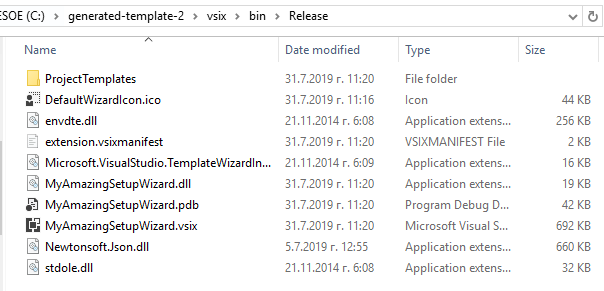 ESOE (C:) > generated-template-2 > vsix > bin > Release
Name Date modified Type Size
ProjectTemplates 31.7.2019 г. 11:20 File folder
DefaultWizardIcon.ico 31.7.2019 г. 11:16 Icon 44 KB
envdte.dll 21.11.2014 г. 6:08 Application extens... 256 KB
extension.vsixmanifest 31.7.2019 г. 11:20 VSIXMANIFEST File 2 KB
Microsoft.VisualStudio.TemplateWizardIn... 21.11.2014 г. 6:09 Application extens... 16 KB
MyAmazingSetupWizard.dll 31.7.2019 г. 11:20 Application extens... 19 KB
MyAmazingSetupWizard.pdb 31.7.2019 г. 11:20 Program Debug D... 42 KB
MyAmazingSetupWizard.vsix 31.7.2019 г. 11:20 Microsoft Visual S... 692 KB
Newtonsoft.Json.dll 5.7.2019 г. 12:55 Application extens... 660 KB
stdole.dll 21.11.2014 г. 6:08 Application extens... 32 KB